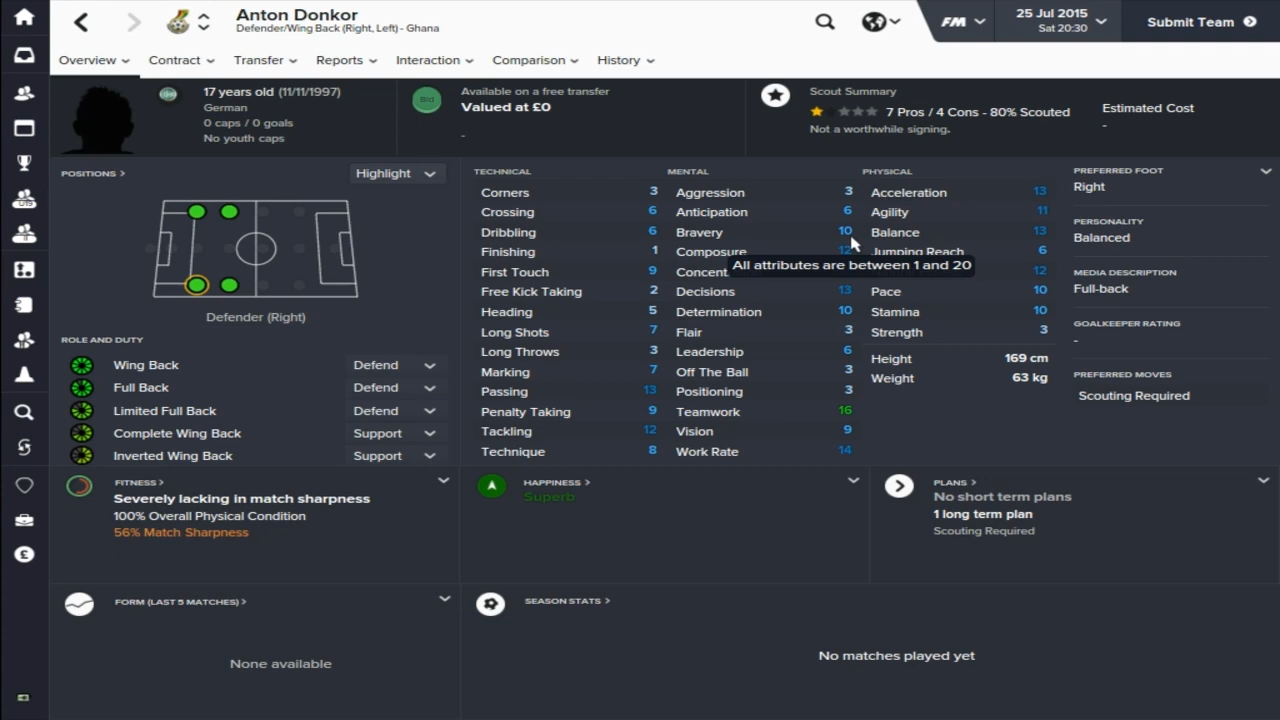 Anton Donkor
Defender/Wing Back (Right, Left) - Ghana
FM
25 Jul 2015
Sat 20:30
Submit Team
Overview
Contract
Transfer
Reports
Interaction
Comparison
History
17 years old (11/11/1997)
German
0 caps / 0 goals
No youth caps
Bid
Available on a free transfer
Valued at £0
-
Scout Summary
7 Pros / 4 Cons - 80% Scouted
Not a worthwhile signing.
Estimated Cost
-
POSITIONS >
Highlight
Defender (Right)
ROLE AND DUTY
Wing Back Defend
Full Back Defend
Limited Full Back Defend
Complete Wing Back Support
Inverted Wing Back Support
TECHNICAL
Corners 3
Crossing 6
Dribbling 6
Finishing 1
First Touch 9
Free Kick Taking 2
Heading 5
Long Shots 7
Long Throws 3
Marking 7
Passing 13
Penalty Taking 9
Tackling 12
Technique 8
MENTAL
Aggression 3
Anticipation 6
Bravery 10
Composure
Concent
All attributes are between 1 and 20
Decisions 13
Determination 10
Flair 3
Leadership 6
Off The Ball 3
Positioning 3
Teamwork 16
Vision 9
Work Rate 14
PHYSICAL
Acceleration 13
Agility 11
Balance 13
Jumping Reach 6
12
Pace 10
Stamina 10
Strength 3
Height 169 cm
Weight 63 kg
PREFERRED FOOT
Right
PERSONALITY
Balanced
MEDIA DESCRIPTION
Full-back
GOALKEEPER RATING
-
PREFERRED MOVES
Scouting Required
FITNESS >
Severely lacking in match sharpness
100% Overall Physical Condition
56% Match Sharpness
HAPPINESS >
Superb
PLANS >
No short term plans
1 long term plan
Scouting Required
FORM (LAST 5 MATCHES) >
None available
SEASON STATS >
No matches played yet